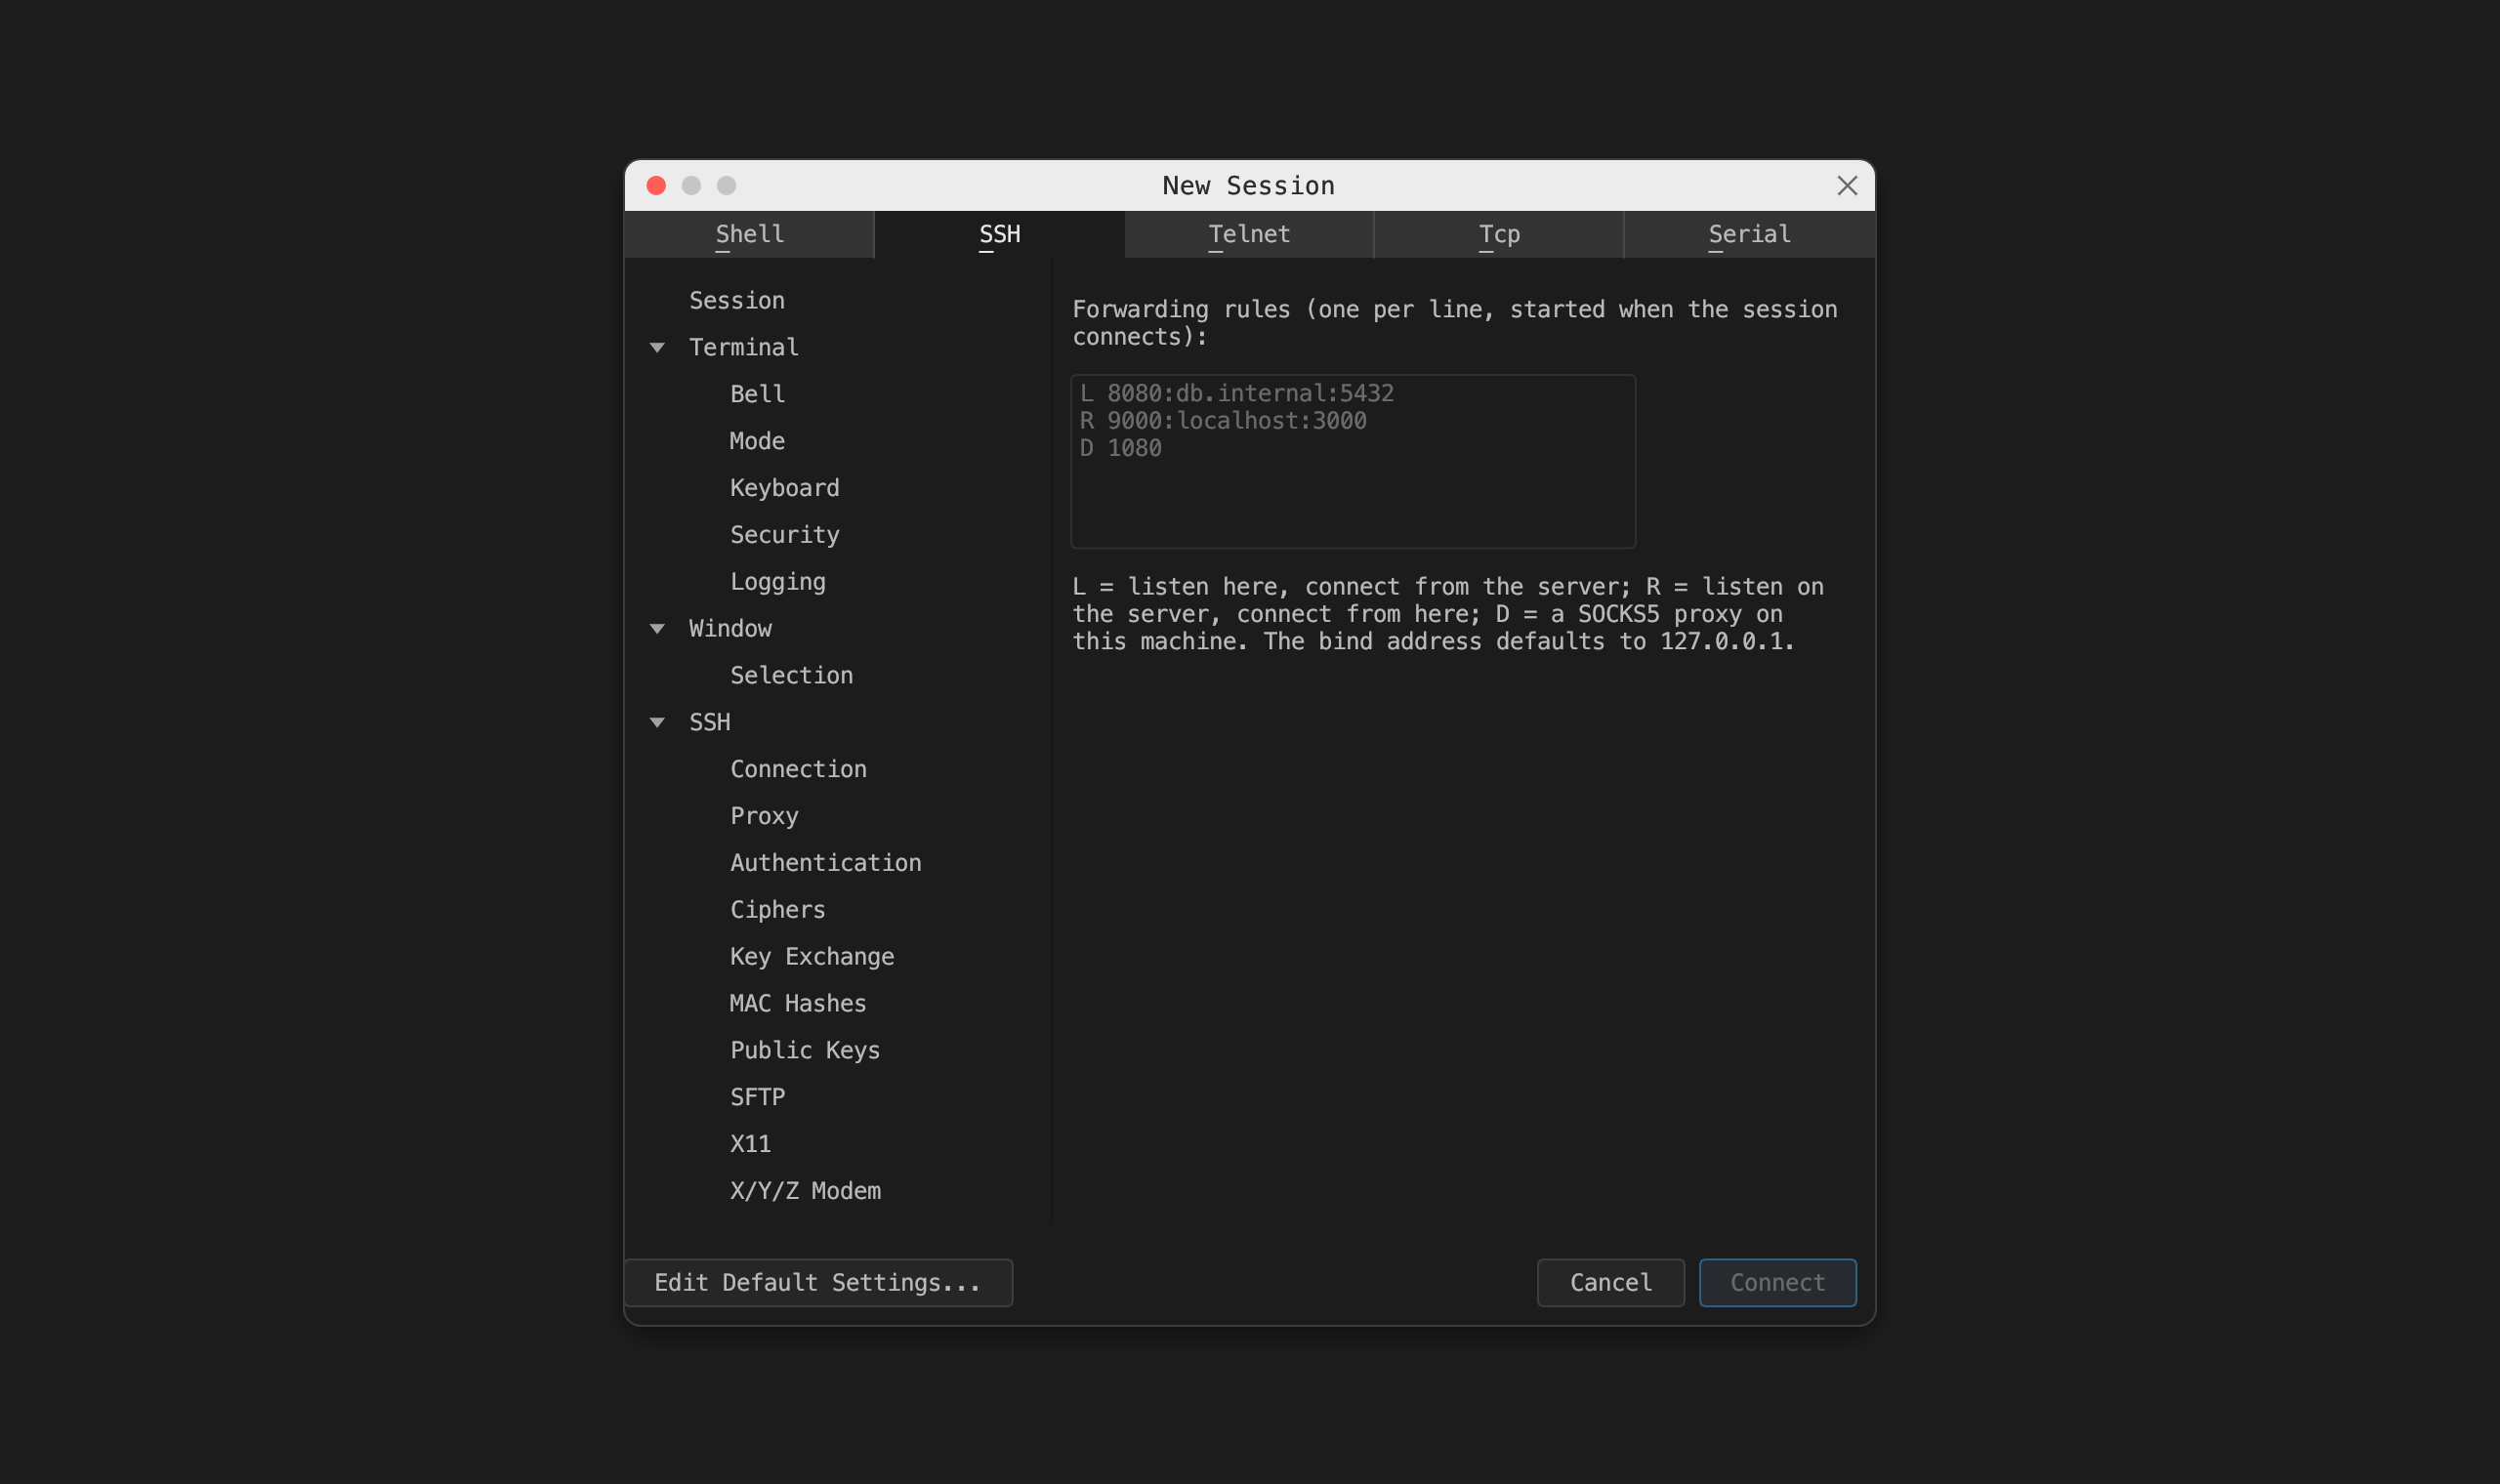 New Session
Shell
SSH
Telnet
Tcp
Serial
Session
Terminal
Bell
Mode
Keyboard
Security
Logging
Window
Selection
SSH
Connection
Proxy
Authentication
Ciphers
Key Exchange
MAC Hashes
Public Keys
SFTP
X11
X/Y/Z Modem
Forwarding rules (one per line, started when the session
connects):
L 8080:db.internal:5432
R 9000:localhost:3000
D 1080
L = listen here, connect from the server; R = listen on
the server, connect from here; D = a SOCKS5 proxy on
this machine. The bind address defaults to 127.0.0.1.
Edit Default Settings...
Cancel
Connect